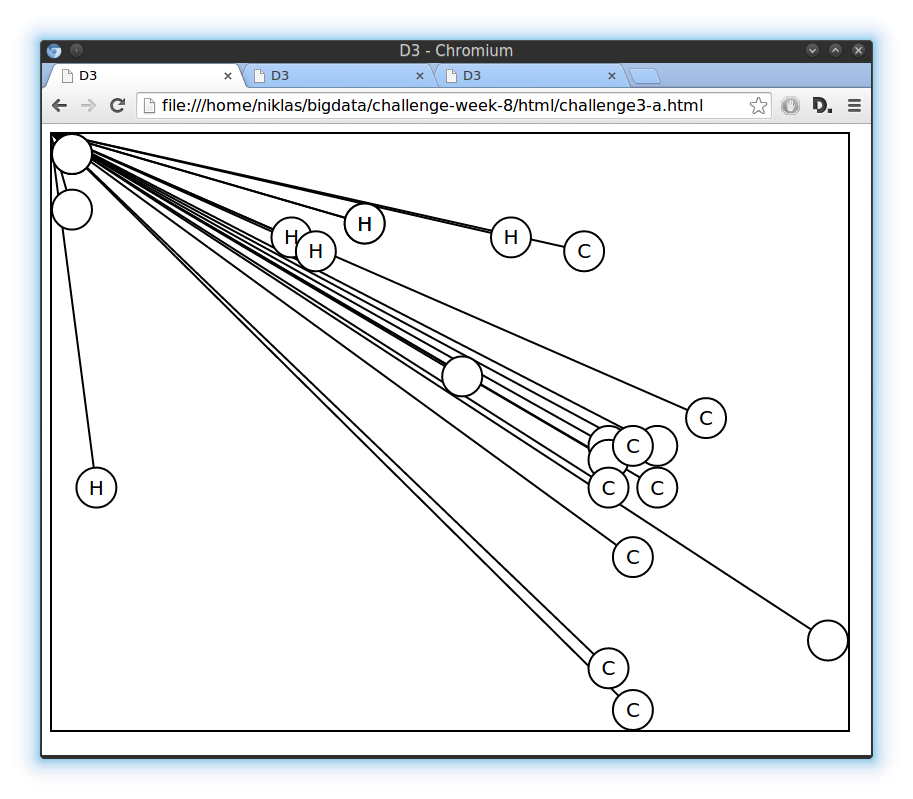 D3 - Chromium
D3 D3 D3
file:///home/niklas/bigdata/challenge-week-8/html/challenge3-a.html D.
H
H H
H C
C
C
C C
H
C
C
C